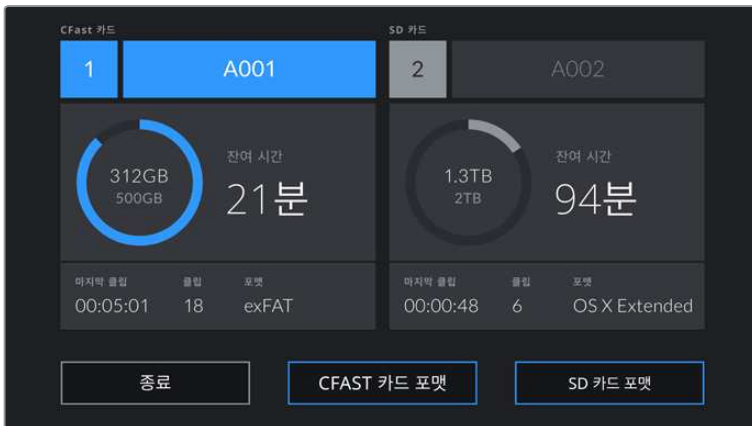 CFast 카드
1 A001
312GB
500GB
잔여 시간
21분
마지막 클립 클립 포맷
00:05:01 18 exFAT
SD 카드
2 A002
1.3TB
2TB
잔여 시간
94분
마지막 클립 클립 포맷
00:00:48 6 OS X Extended
종료
CFAST 카드 포맷
SD 카드 포맷